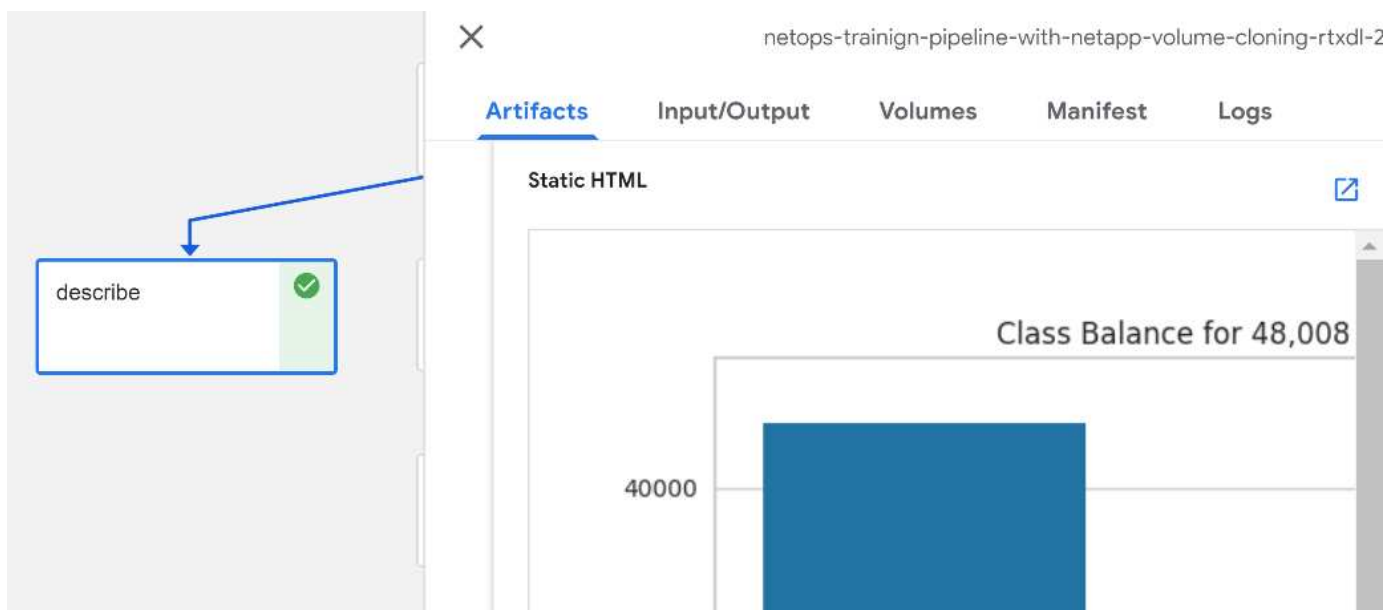 netops-trainign-pipeline-with-netapp-volume-cloning-rtxdl-2
Artifacts Input/Output Volumes Manifest Logs
Static HTML
describe
Class Balance for 48,008
40000